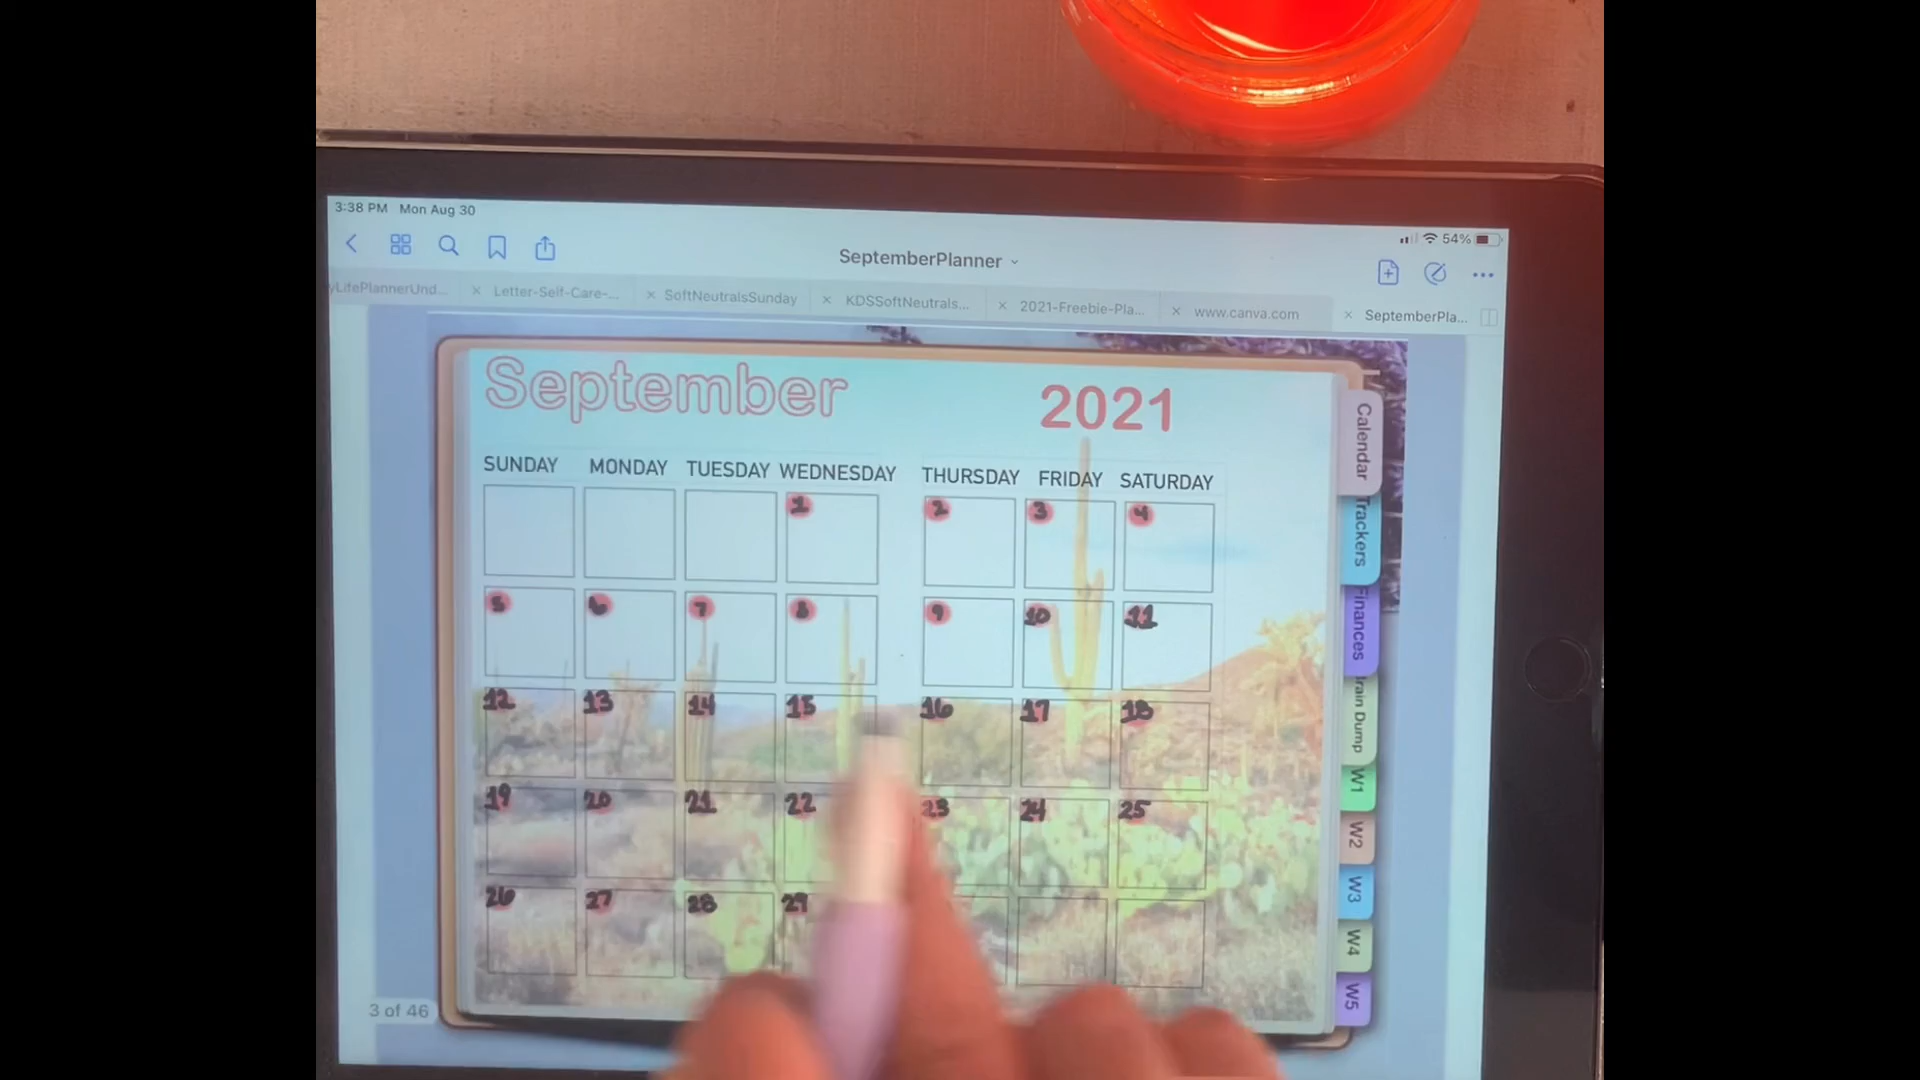 3:38 PM Mon Aug 30
54%
SeptemberPlanner
yLifePlannerUnd...
Letter-Self-Care-...
SoftNeutralsSunday
KDSSoftNeutrals...
2021-Freebie-Pla...
www.canva.com
SeptemberPla...
September 2021
SUNDAY MONDAY TUESDAY WEDNESDAY THURSDAY FRIDAY SATURDAY
1 2 3 4
5 6 7 8 9 10 11
12 13 14 15 16 17 18
19 20 21 22 23 24 25
26 27 28 29
Calendar
Trackers
Finances
Brain Dump
W1
W2
W3
W4
W5
3 of 46